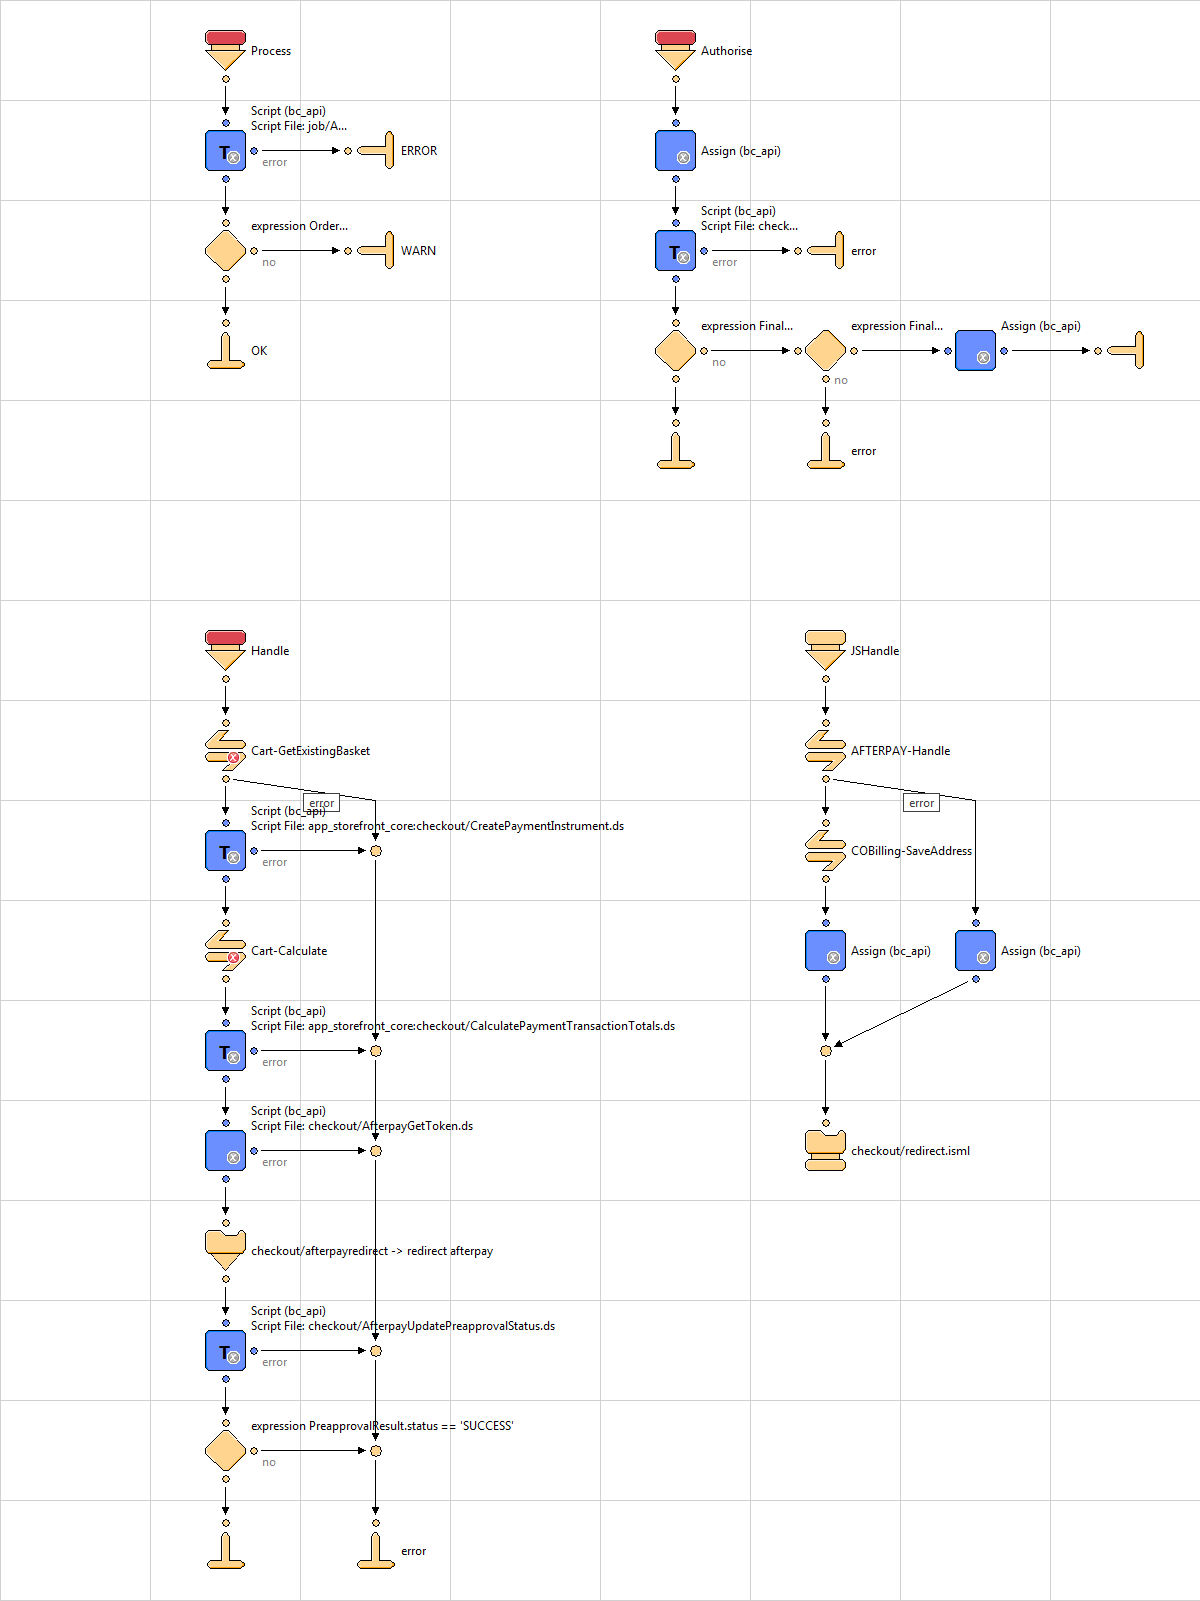 Process
Script (bc_api)
Script File: job/A...
T
error
ERROR
expression Order...
no
WARN
OK
Authorise
Assign (bc_api)
Script (bc_api)
Script File: check...
T
error
error
expression Final...
no
expression Final...
no
Assign (bc_api)
error
Handle
Cart-GetExistingBasket
error
Script (bc_api)
Script File: app_storefront_core:checkout/CreatePaymentInstrument.ds
T
error
Cart-Calculate
Script (bc_api)
Script File: app_storefront_core:checkout/CalculatePaymentTransactionTotals.ds
T
error
Script (bc_api)
Script File: checkout/AfterpayGetToken.ds
error
checkout/afterpayredirect -> redirect afterpay
Script (bc_api)
Script File: checkout/AfterpayUpdatePreapprovalStatus.ds
T
error
expression PreapprovalResult.status == 'SUCCESS'
no
error
JSHandle
AFTERPAY-Handle
error
COBilling-SaveAddress
Assign (bc_api)
Assign (bc_api)
checkout/redirect.isml